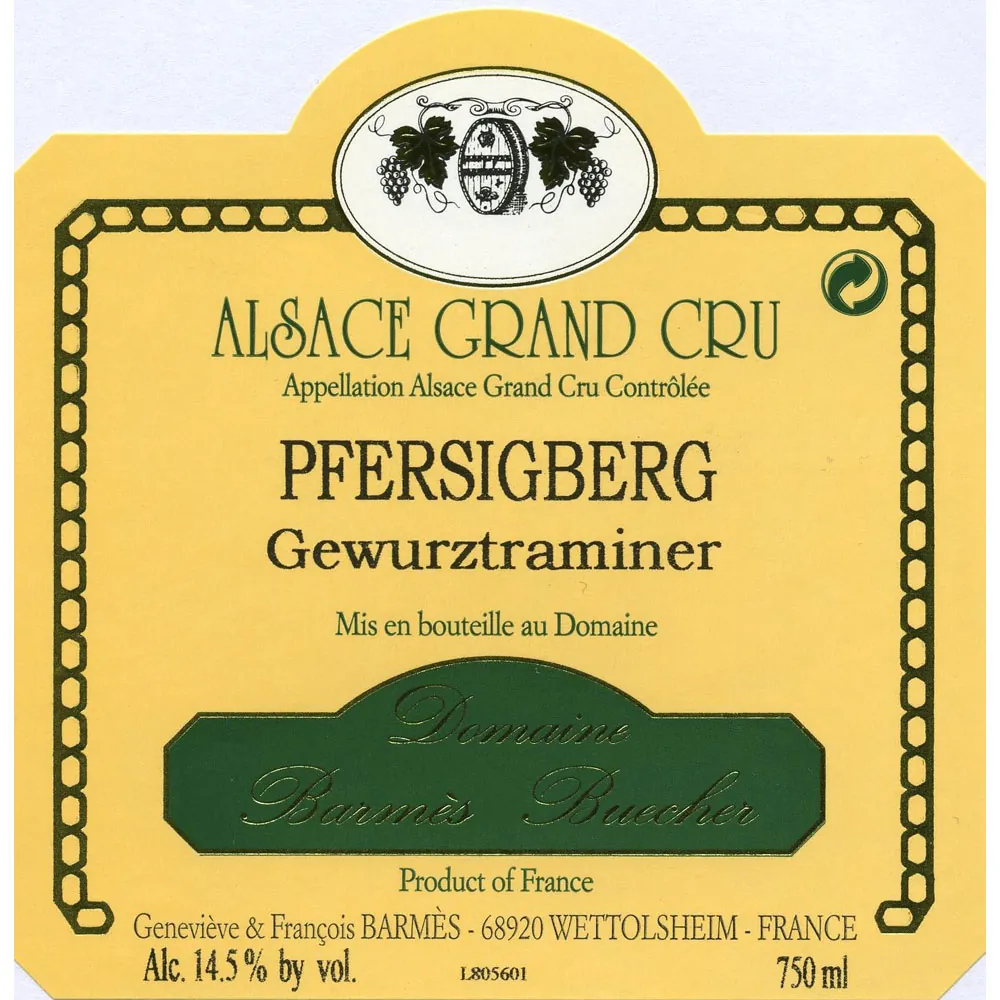 ALSACE GRAND CRU
Appellation Alsace Grand Cru Contrôlée
PFERSIGBERG
Gewurztraminer
Mis en bouteille au Domaine
Domaine
Barmès Buecher
Product of France
Geneviève & François BARMÈS - 68920 WETTOLSHEIM - FRANCE
Alc. 14.5% by vol. L805601 750 ml